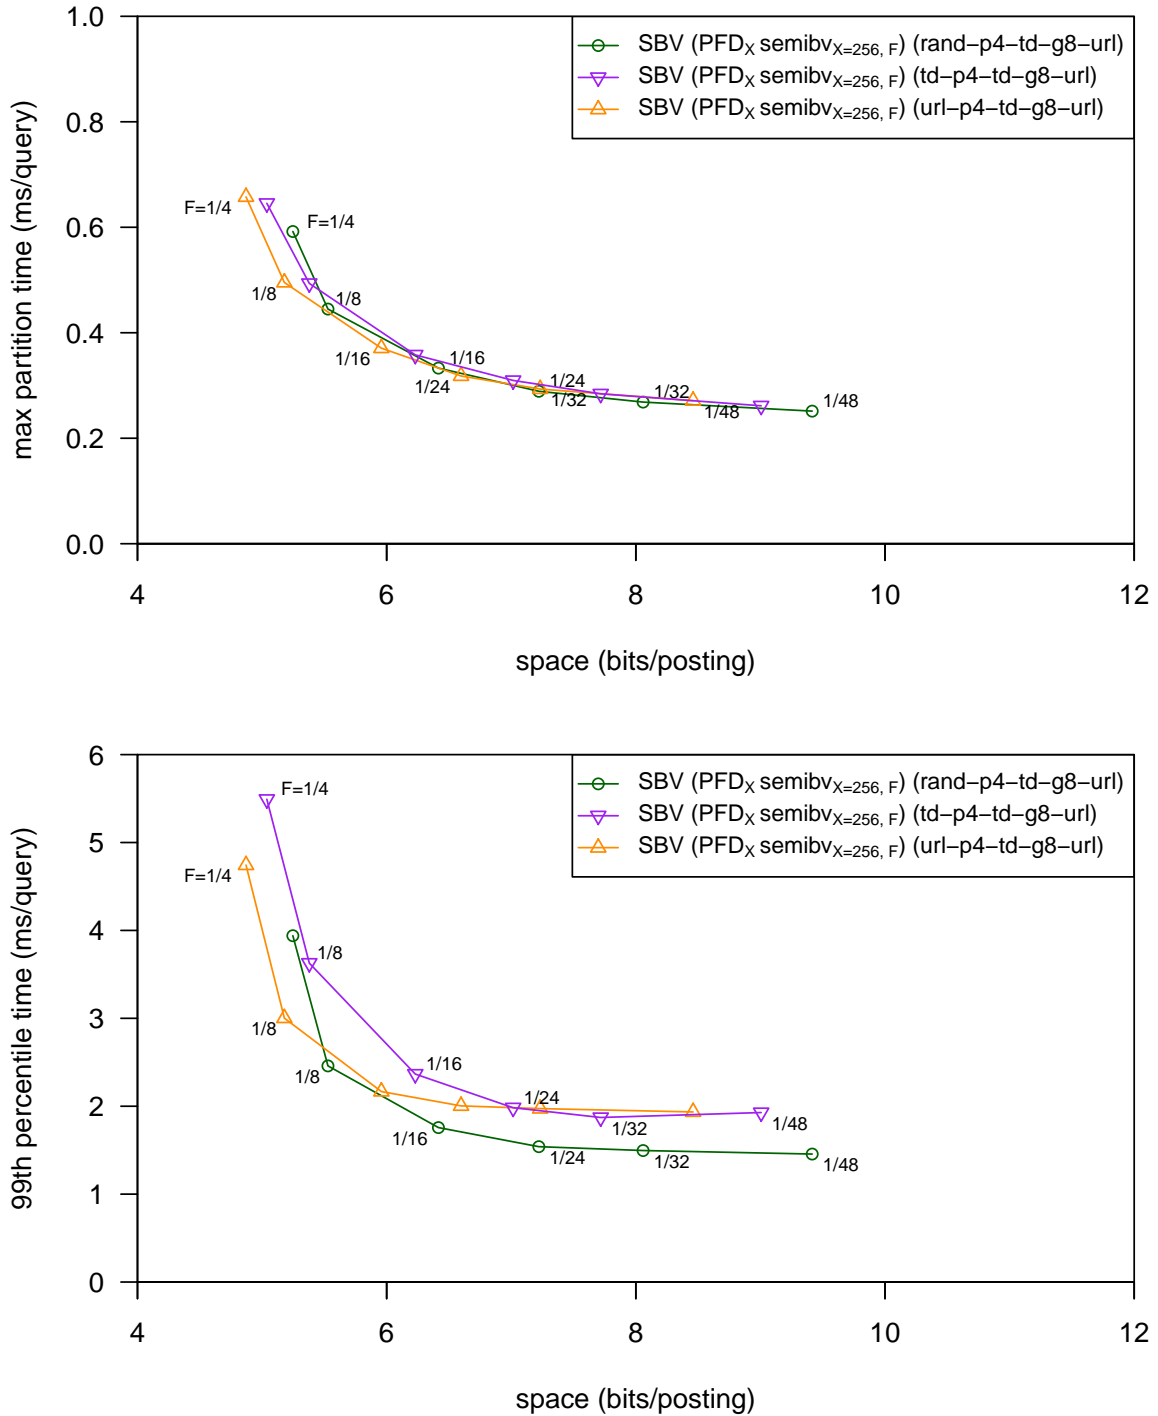 1.0
0.8
0.6
0.4
0.2
0.0
max partition time (ms/query)
SBV (PFDX semibvX=256, F) (rand−p4−td−g8−url)
SBV (PFDX semibvX=256, F) (td−p4−td−g8−url)
SBV (PFDX semibvX=256, F) (url−p4−td−g8−url)
F=1/4
F=1/4
1/8
1/8
1/16
1/16
1/24
1/24
1/32
1/32
1/48
1/48
4 6 8 10 12
space (bits/posting)
6
5
4
3
2
1
0
99th percentile time (ms/query)
SBV (PFDX semibvX=256, F) (rand−p4−td−g8−url)
SBV (PFDX semibvX=256, F) (td−p4−td−g8−url)
SBV (PFDX semibvX=256, F) (url−p4−td−g8−url)
F=1/4
F=1/4
1/8
1/8
1/8
1/16
1/24
1/32
1/48
1/16
1/24
1/32
1/48
4 6 8 10 12
space (bits/posting)